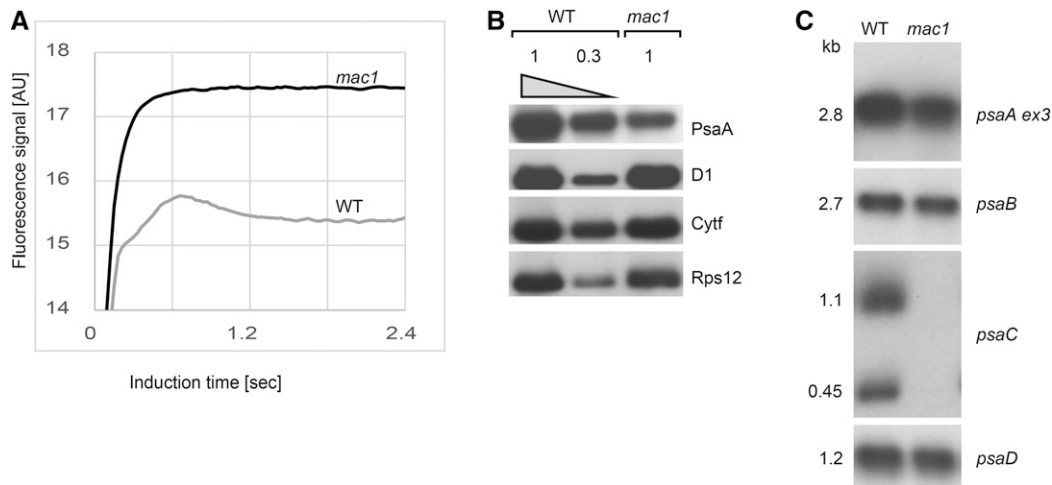 A
Fluorescence signal [AU]
18
17
16
15
14
mac1
WT
0
1.2
2.4
Induction time [sec]
B
WT
mac1
1
0.3
1
PsaA
D1
Cytf
Rps12
C
WT mac1
kb
2.8
psaA ex3
2.7
psaB
1.1
psaC
0.45
1.2
psaD